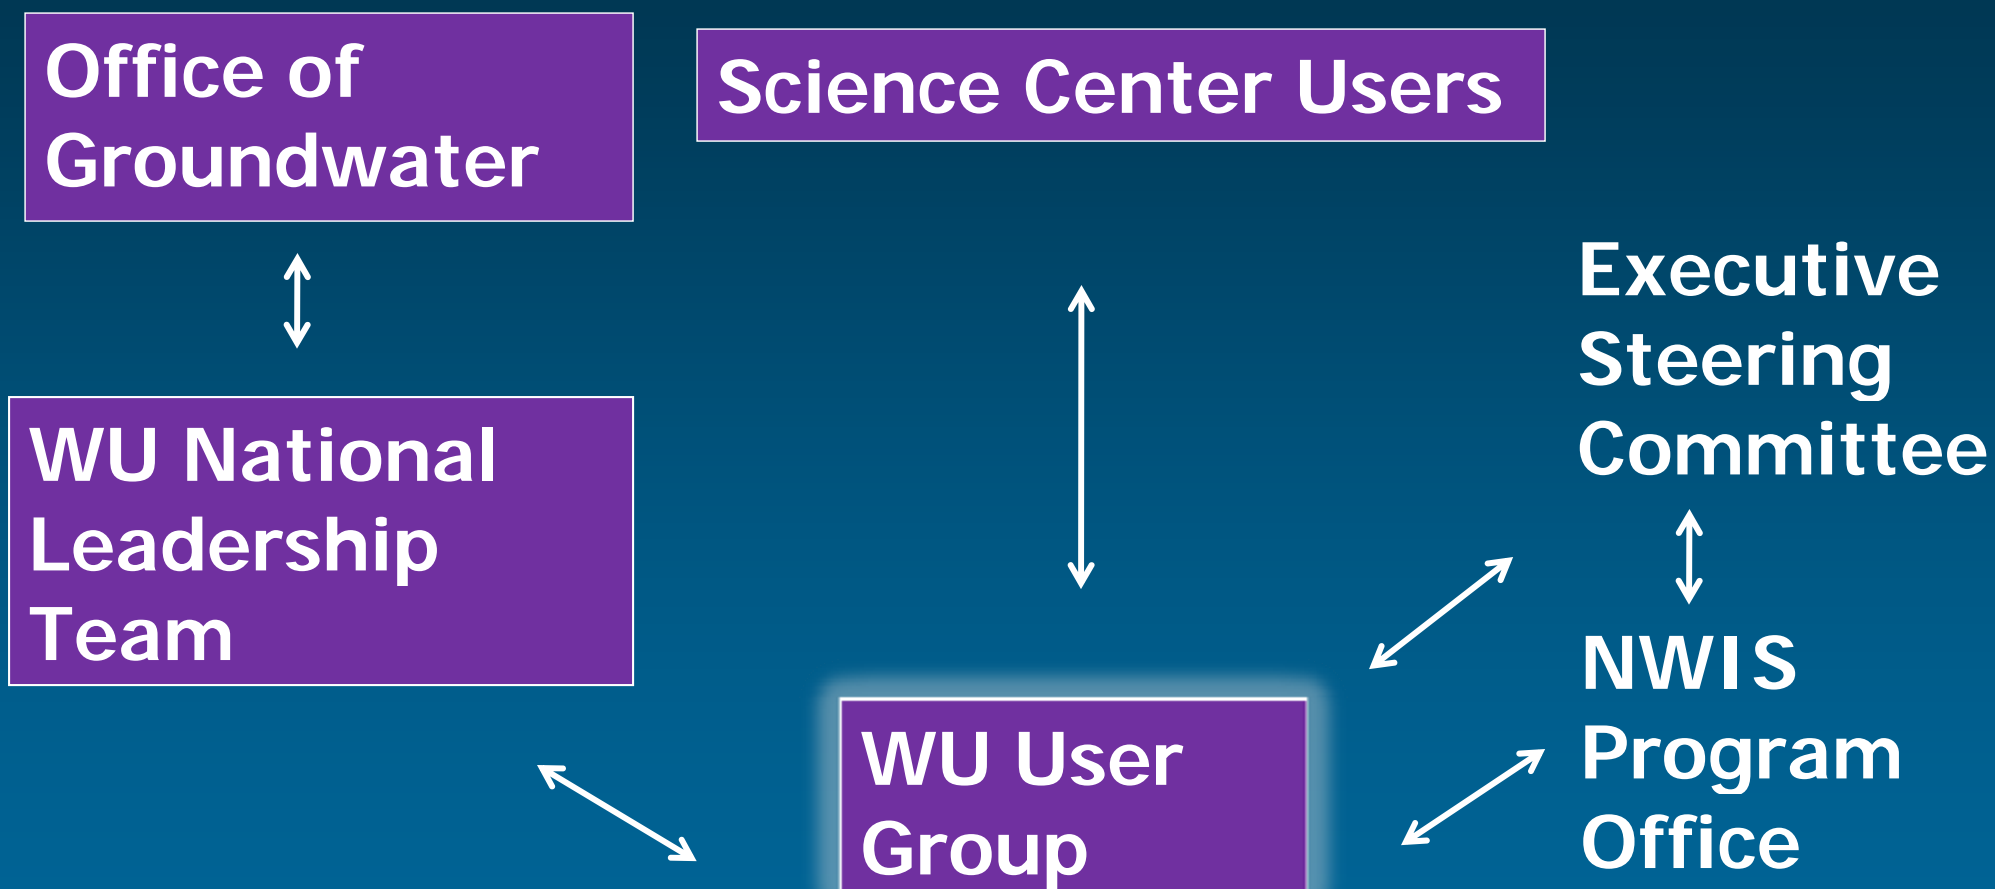 Office of
Groundwater
Science Center Users
Executive
Steering
Committee
WU National
Leadership
Team
NWIS
Program
Office
WU User
Group